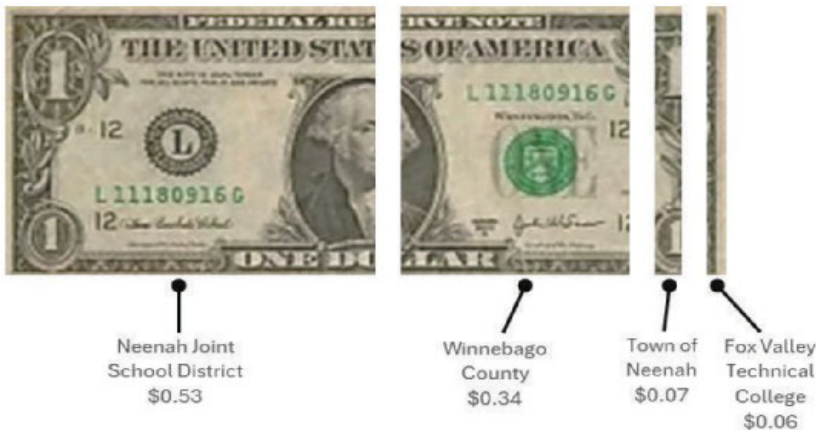 FEDERAL RESERVE NOTE
THE UNITED STATES OF AMERICA
L 11180916 G
12
12
L
L 11180916 G
12
12
ONE DOLLAR
1
1
Neenah Joint
School District
$0.53
Winnebago
County
$0.34
Town of
Neenah
$0.07
Fox Valley
Technical
College
$0.06